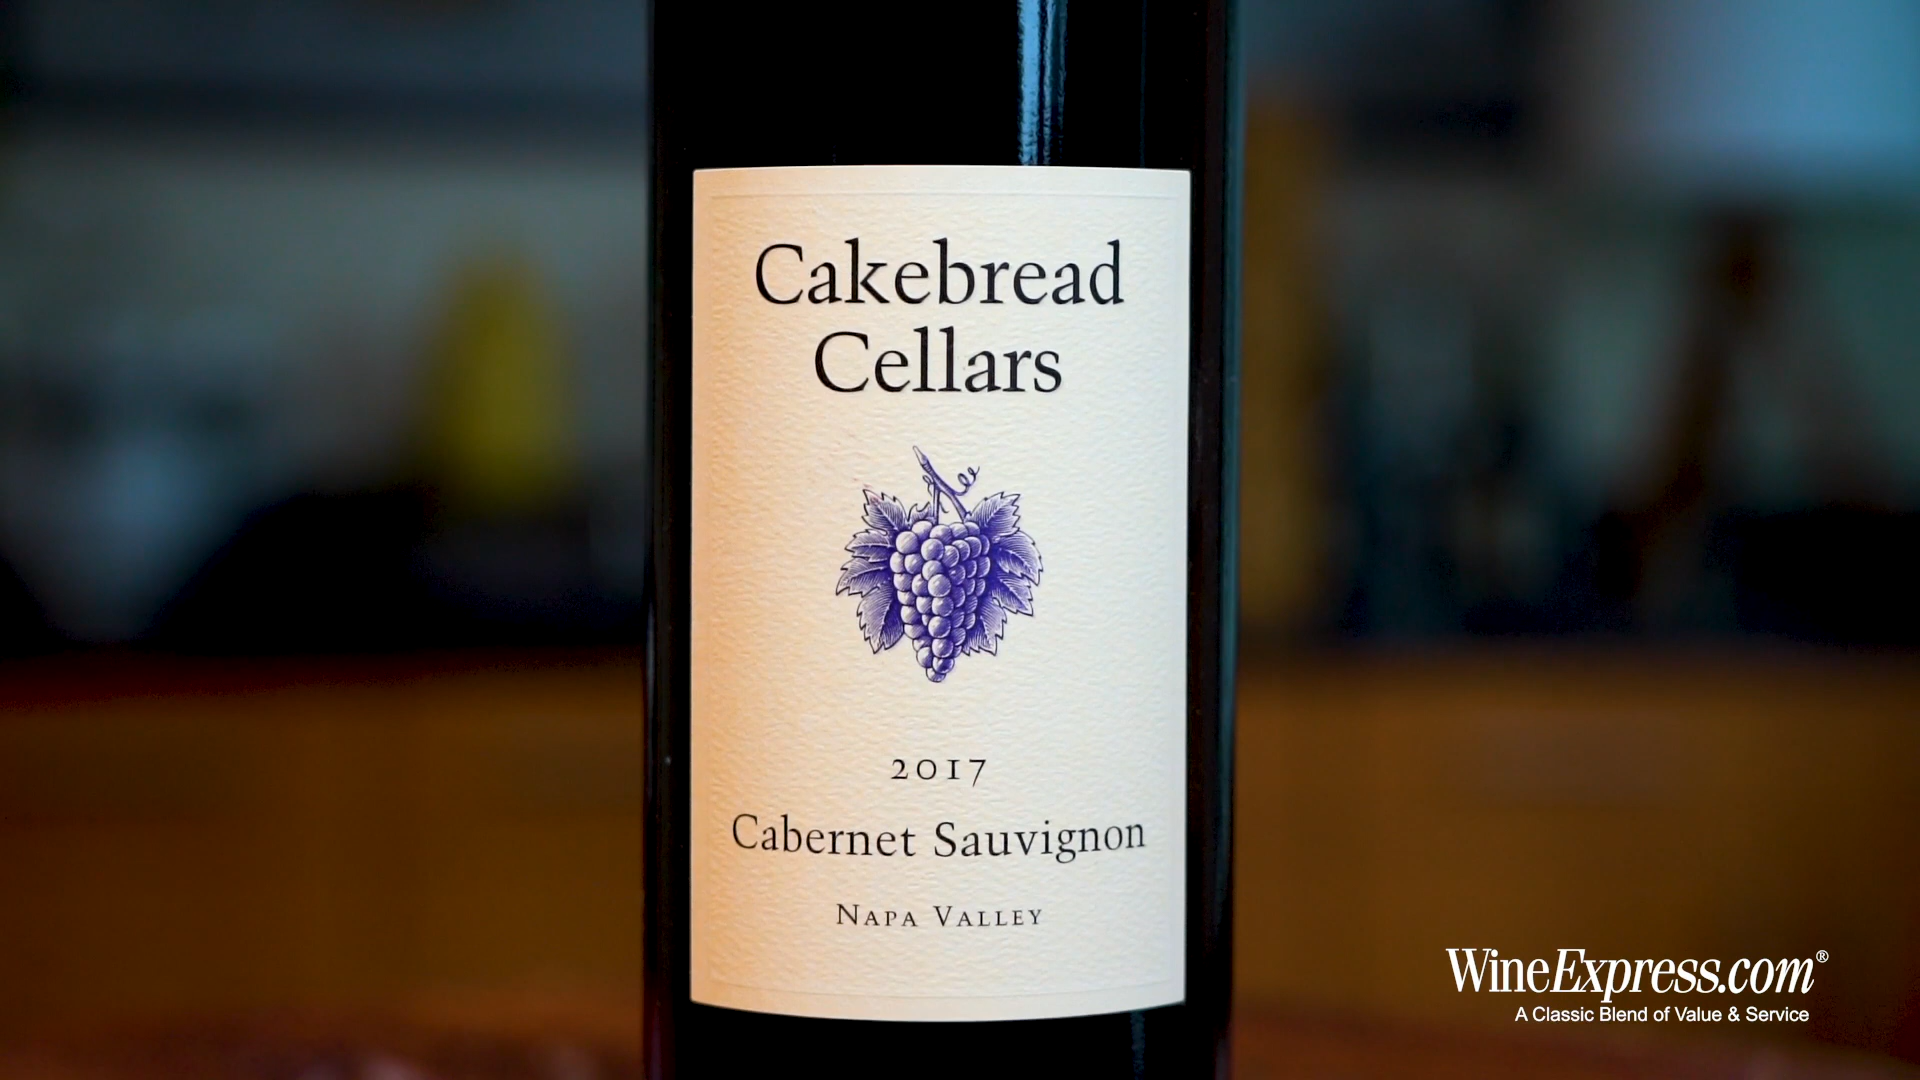 Cakebread
Cellars
2017
Cabernet Sauvignon
NAPA VALLEY
WineExpress.com®
A Classic Blend of Value & Service